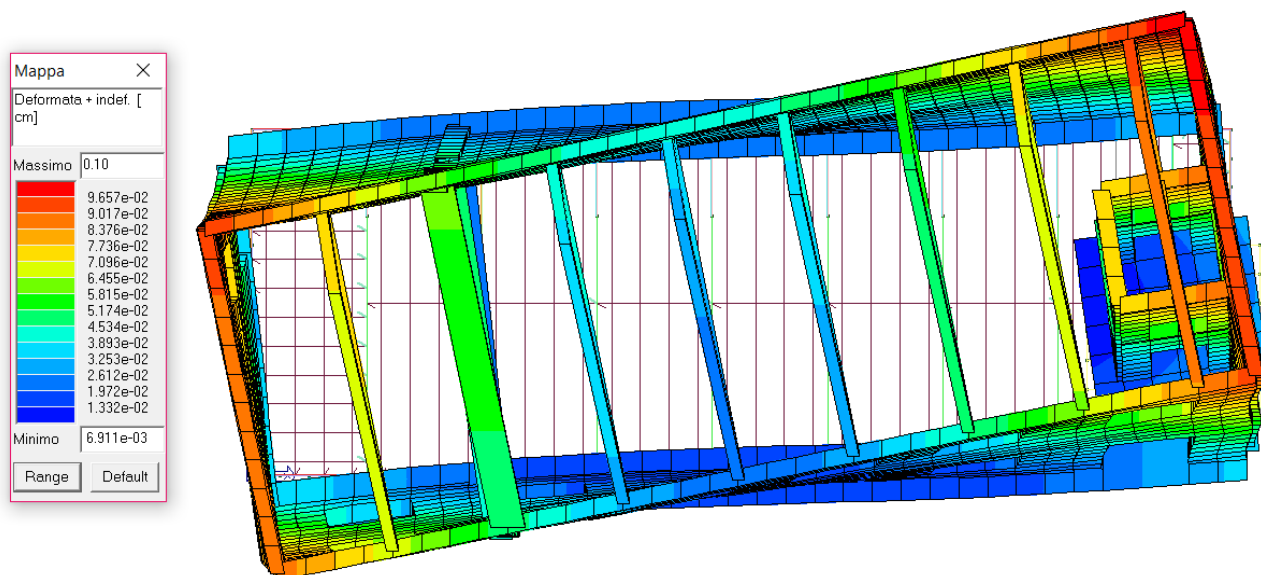 Mappa
Deformata + indef. [
cm]
Massimo 0.10
9.657e-02
9.017e-02
8.376e-02
7.736e-02
7.096e-02
6.455e-02
5.815e-02
5.174e-02
4.534e-02
3.893e-02
3.253e-02
2.612e-02
1.972e-02
1.332e-02
Minimo 6.911e-03
Range Default